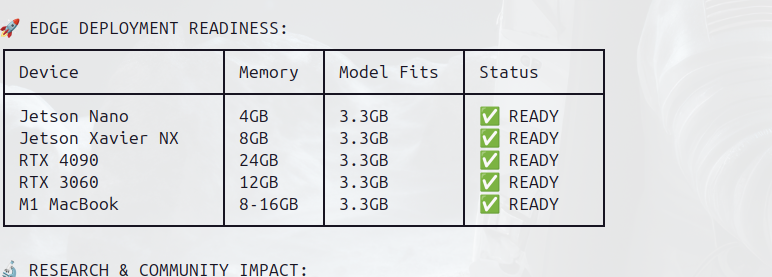 🚀 EDGE DEPLOYMENT READINESS:
Device Memory Model Fits Status
Jetson Nano 4GB 3.3GB ✅ READY
Jetson Xavier NX 8GB 3.3GB ✅ READY
RTX 4090 24GB 3.3GB ✅ READY
RTX 3060 12GB 3.3GB ✅ READY
M1 MacBook 8-16GB 3.3GB ✅ READY
🔬 RESEARCH & COMMUNITY IMPACT: